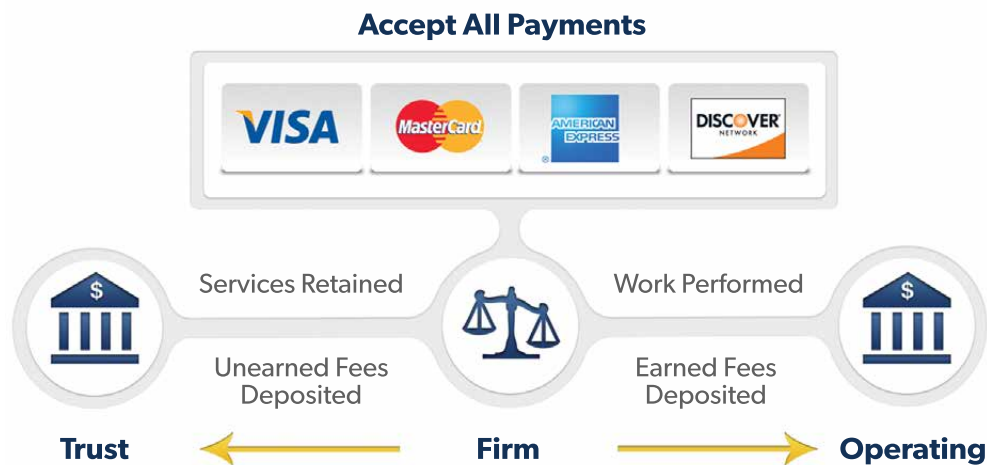 Accept All Payments
VISA
MasterCard
AMERICAN
EXPRESS
®
DISCOVER®
NETWORK
$
Services Retained
Work Performed
$
Unearned Fees
Deposited
Earned Fees
Deposited
Trust
Firm
Operating